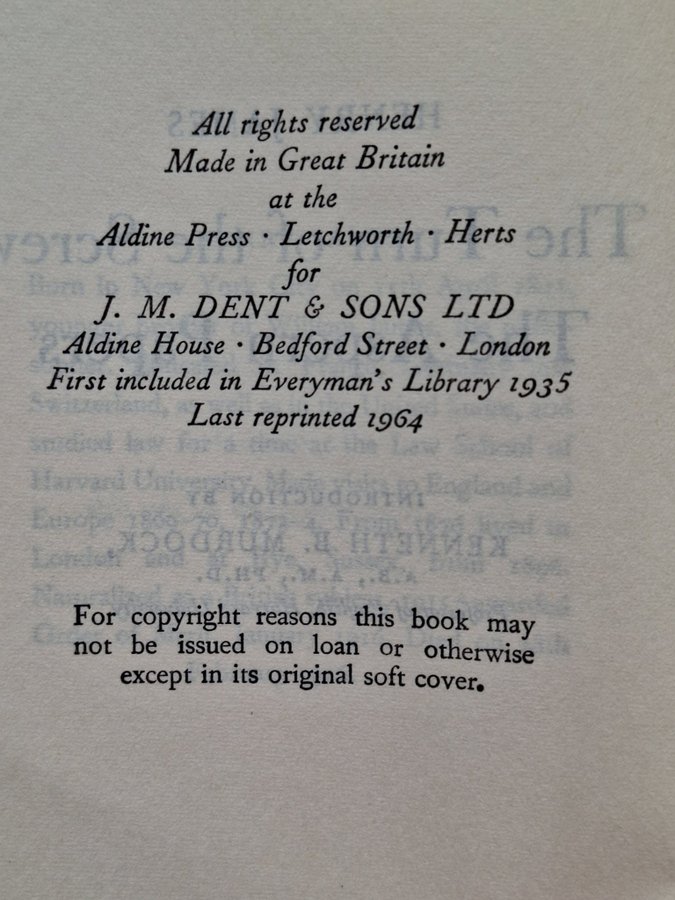 All rights reserved
Made in Great Britain
at the
Aldine Press · Letchworth · Herts
for
J. M. DENT & SONS LTD
Aldine House · Bedford Street · London
First included in Everyman's Library 1935
Last reprinted 1964
For copyright reasons this book may
not be issued on loan or otherwise
except in its original soft cover.